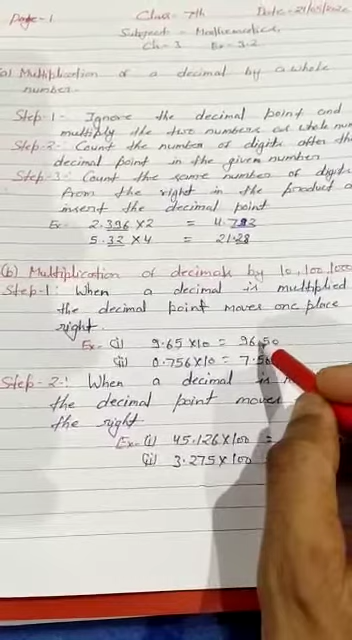 Page-1 Class- 7th Date-
Subject - Mathematics
Ch-3 Ex-3.2
(a) Multiplication of a decimal by a whole
number.
Step-1- Ignore the decimal point and
multiply the two numbers as whole
Step-2- Count the number of digits after the
decimal point in the given number
Step-3- Count the same number of digits
from the right in the product
insert the decimal point
Ex- 2.396 × 2 = 4.792
5.32 × 4 = 21.28
(b) Multiplication of decimals by 10, 100, 1000
Step-1: When a decimal is multiplied
the decimal point moves one place
right.
Ex- (i) 9.65 × 10 = 96.50
(ii) 0.756 × 10 = 7.56
Step-2-: When a decimal is
the decimal point moves
the right
Ex- (i) 45.126 × 100 =
(ii) 3.275 × 100